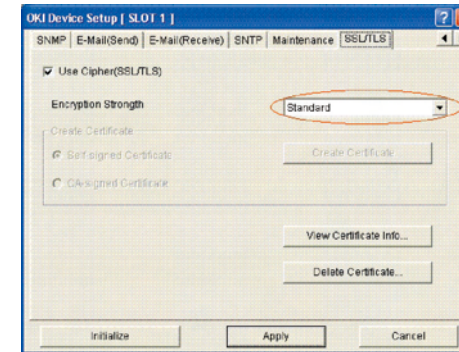 OKI Device Setup [ SLOT 1 ]
SNMP E-Mail(Send) E-Mail(Receive) SNTP Maintenance SSL/TLS
Use Cipher(SSL/TLS)
Encryption Strength Standard
Create Certificate
Self-signed Certificate Create Certificate
CA-signed Certificate
View Certificate Info...
Delete Certificate...
Initialize Apply Cancel